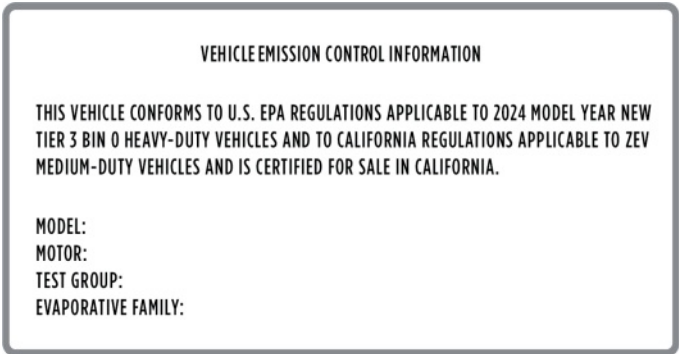 VEHICLE EMISSION CONTROL INFORMATION
THIS VEHICLE CONFORMS TO U.S. EPA REGULATIONS APPLICABLE TO 2024 MODEL YEAR NEW
TIER 3 BIN 0 HEAVY-DUTY VEHICLES AND TO CALIFORNIA REGULATIONS APPLICABLE TO ZEV
MEDIUM-DUTY VEHICLES AND IS CERTIFIED FOR SALE IN CALIFORNIA.
MODEL:
MOTOR:
TEST GROUP:
EVAPORATIVE FAMILY: